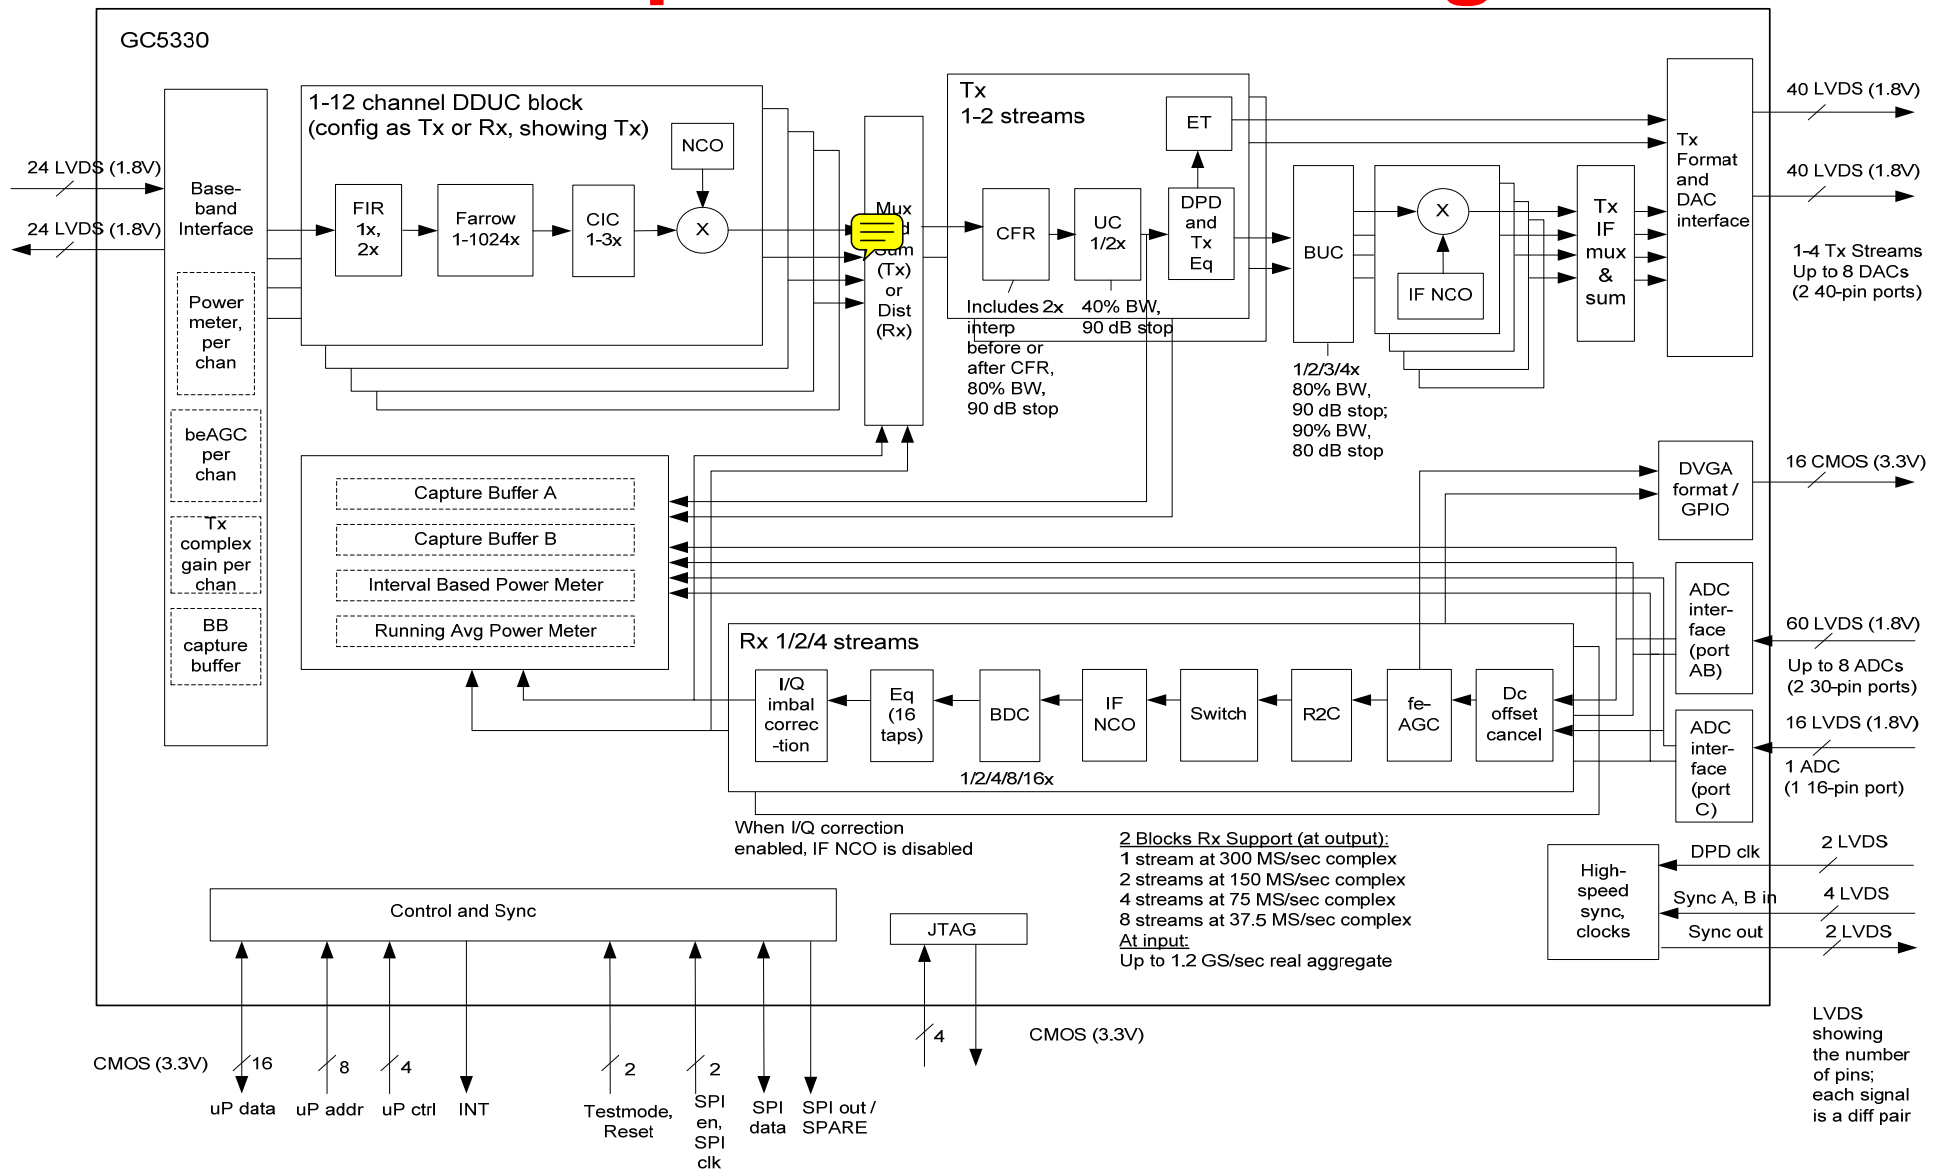 GC5330
24 LVDS (1.8V)
24 LVDS (1.8V)
Base-
band
Interface
Power
meter,
per
chan
beAGC
per
chan
Tx
complex
gain per
chan
BB
capture
buffer
1-12 channel DDUC block
(config as Tx or Rx, showing Tx)
NCO
FIR
1x,
2x
Farrow
1-1024x
CIC
1-3x
X
Mux
Sum
(Tx)
or
Dist
(Rx)
Tx
1-2 streams
ET
CFR
UC
1/2x
DPD
and
Tx
Eq
Includes 2x
interp
before or
after CFR,
80% BW,
90 dB stop
40% BW,
90 dB stop
BUC
1/2/3/4x
80% BW,
90 dB stop;
90% BW,
80 dB stop
X
IF NCO
Tx
IF
mux
&
sum
Tx
Format
and
DAC
interface
40 LVDS (1.8V)
40 LVDS (1.8V)
1-4 Tx Streams
Up to 8 DACs
(2 40-pin ports)
Capture Buffer A
Capture Buffer B
Interval Based Power Meter
Running Avg Power Meter
DVGA
format /
GPIO
16 CMOS (3.3V)
ADC
inter-
face
(port
AB)
60 LVDS (1.8V)
Up to 8 ADCs
(2 30-pin ports)
ADC
inter-
face
(port
C)
16 LVDS (1.8V)
1 ADC
(1 16-pin port)
Rx 1/2/4 streams
I/Q
imbal
correc
-tion
Eq
(16
taps)
BDC
1/2/4/8/16x
IF
NCO
Switch
R2C
fe-
AGC
Dc
offset
cancel
When I/Q correction
enabled, IF NCO is disabled
2 Blocks Rx Support (at output):
1 stream at 300 MS/sec complex
2 streams at 150 MS/sec complex
4 streams at 75 MS/sec complex
8 streams at 37.5 MS/sec complex
At input:
Up to 1.2 GS/sec real aggregate
High-
speed
sync,
clocks
DPD clk
2 LVDS
Sync A, B in
4 LVDS
Sync out
2 LVDS
Control and Sync
JTAG
CMOS (3.3V)
16
8
4
2
2
4
CMOS (3.3V)
uP data
uP addr
uP ctrl
INT
Testmode,
Reset
SPI
en,
SPI
clk
SPI
data
SPI out /
SPARE
LVDS
showing
the number
of pins;
each signal
is a diff pair